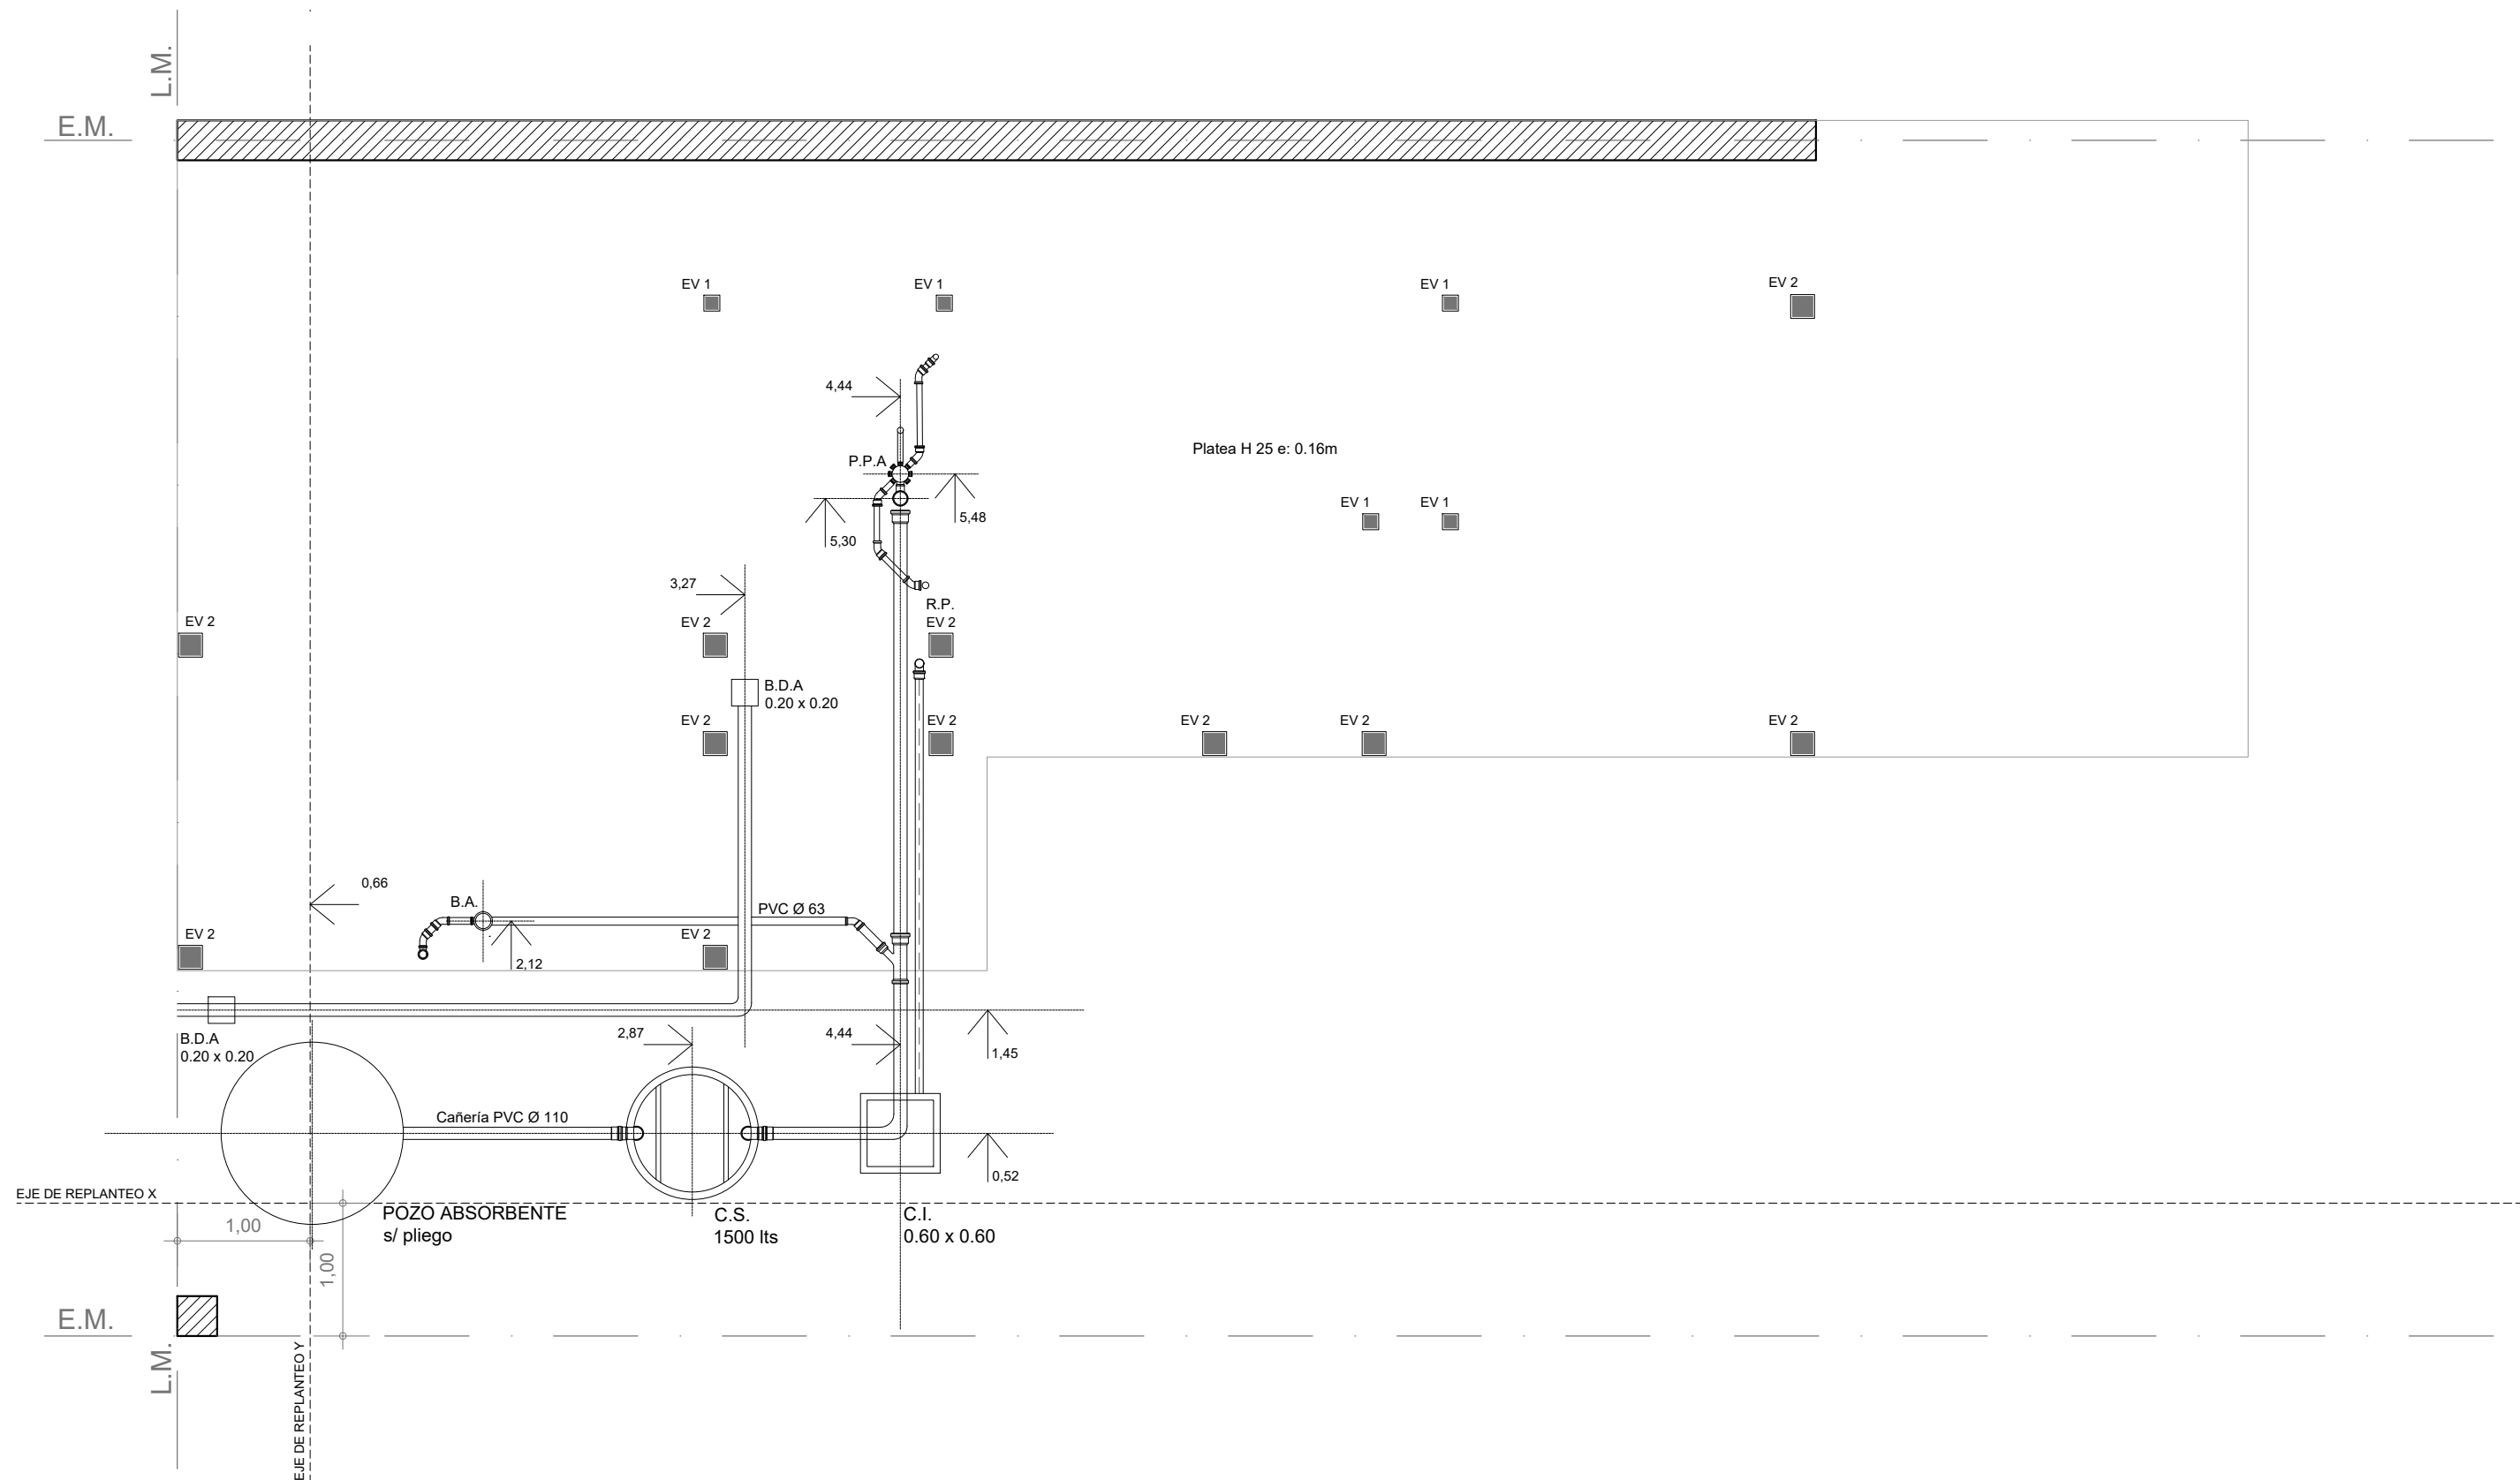 L.M.
E.M.
EV 1
EV 1
EV 1
EV 2
4,44
Platea H 25 e: 0.16m
P.P.A
EV 1
EV 1
5,48
5,30
3,27
R.P.
EV 2
EV 2
EV 2
B.D.A
0.20 x 0.20
EV 2
EV 2
EV 2
EV 2
EV 2
0,66
B.A.
PVC Ø 63
EV 2
EV 2
2,12
2,87
4,44
B.D.A
0.20 x 0.20
1,45
Cañería PVC Ø 110
0,52
EJE DE REPLANTEO X
POZO ABSORBENTE
s/ pliego
C.S.
1500 lts
C.I.
0.60 x 0.60
1,00
1,00
E.M.
L.M.
EJE DE REPLANTEO Y